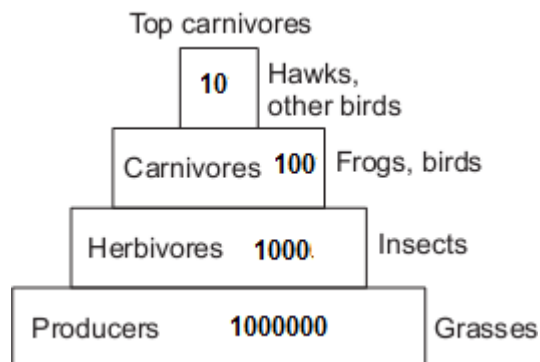 Top carnivores
10 Hawks,
other birds
Carnivores 100 Frogs, birds
Herbivores 1000. Insects
Producers 1000000 Grasses